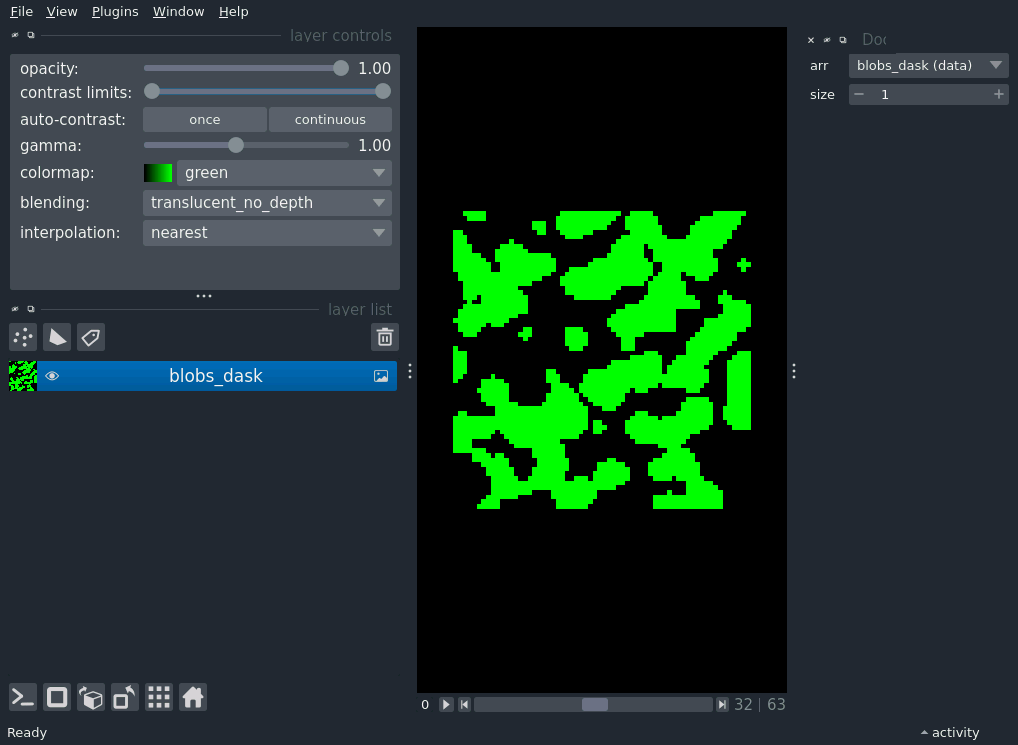 File View Plugins Window Help
layer controls
opacity: 1.00
contrast limits:
auto-contrast: once continuous
gamma: 1.00
colormap: green
blending: translucent_no_depth
interpolation: nearest
layer list
blobs_dask
0 32 | 63
Ready
activity
arr blobs_dask (data)
size 1